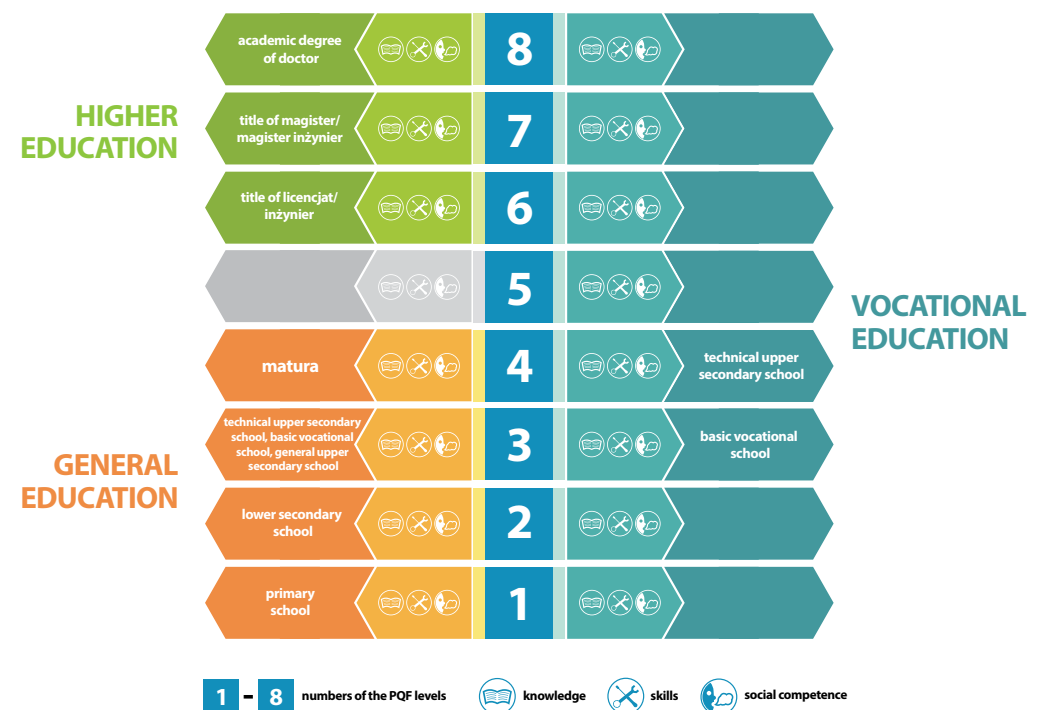 HIGHER
EDUCATION
academic degree
of doctor
8
title of magister/
magister inżynier
7
title of licencjat/
inżynier
6
5
VOCATIONAL
EDUCATION
matura
4
technical upper
secondary school
GENERAL
EDUCATION
technical upper secondary
school, basic vocational
school, general upper
secondary school
3
basic vocational
school
lower secondary
school
2
primary
school
1
1 - 8 numbers of the PQF levels knowledge skills social competence